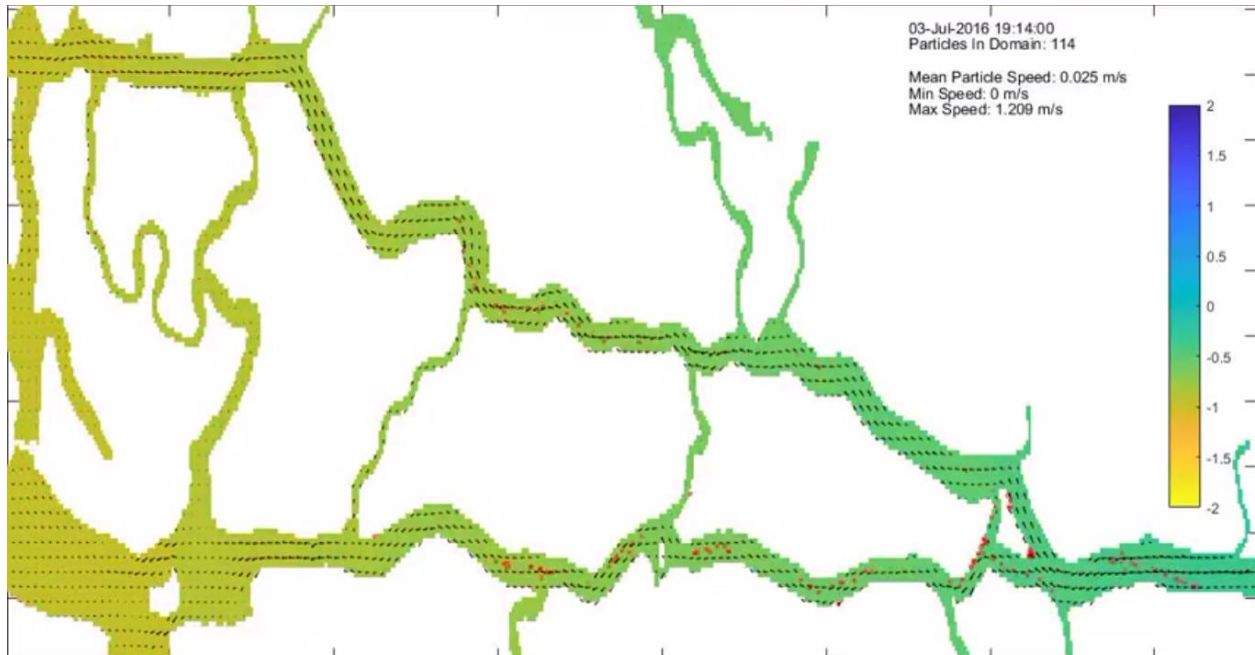 03-Jul-2016 19:14:00
Particles In Domain: 114
Mean Particle Speed: 0.025 m/s
Min Speed: 0 m/s
Max Speed: 1.209 m/s
2
1.5
1
0.5
0
-0.5
-1
-1.5
-2